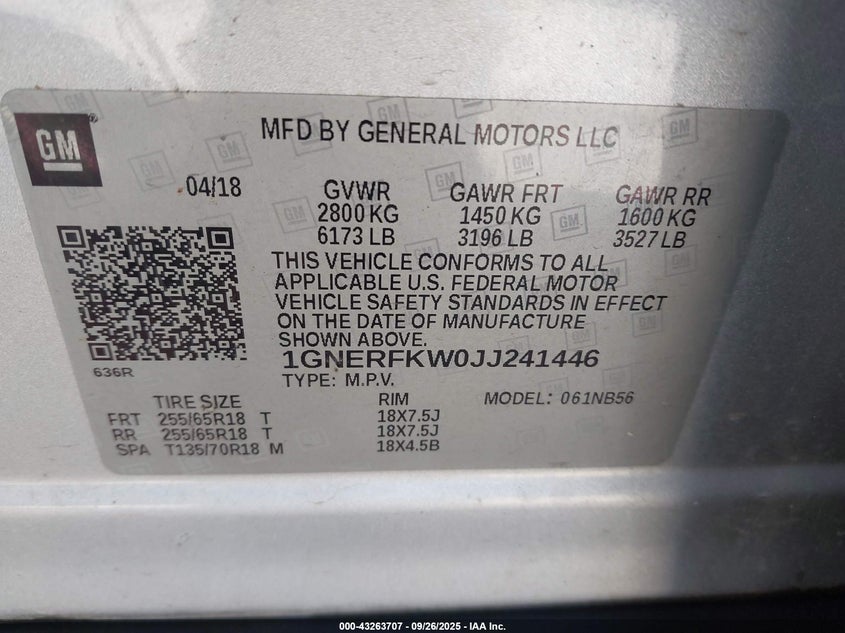 GM
MFD BY GENERAL MOTORS LLC
04/18 GVWR GAWR FRT GAWR RR
2800 KG 1450 KG 1600 KG
6173 LB 3196 LB 3527 LB
THIS VEHICLE CONFORMS TO ALL
APPLICABLE U.S. FEDERAL MOTOR
VEHICLE SAFETY STANDARDS IN EFFECT
ON THE DATE OF MANUFACTURE
SHOWN ABOVE.
1GNERFKW0JJ241446
636R
TYPE: M.P.V.
TIRE SIZE RIM MODEL: 061NB56
FRT 255/65R18 T 18X7.5J
RR 255/65R18 T 18X7.5J
SPA T135/70R18 M 18X4.5B
000-43263707 - 09/26/2025 - IAA Inc.